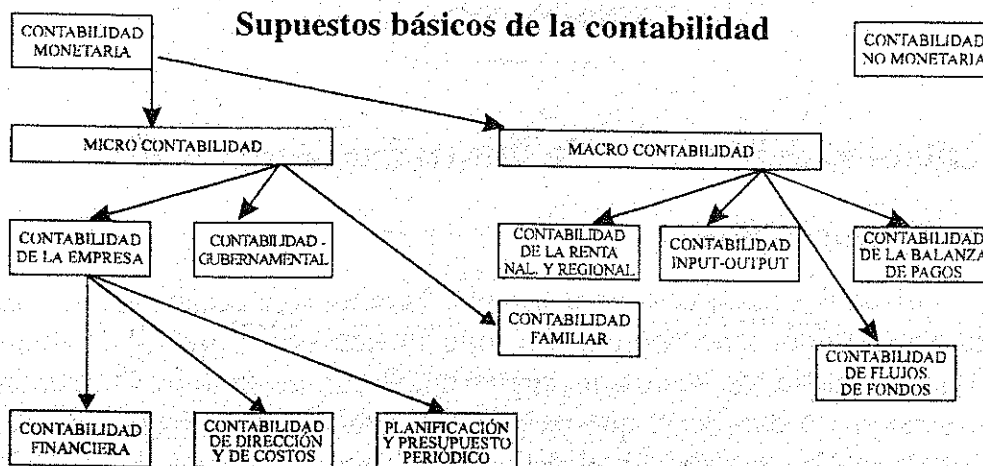 Supuestos básicos de la contabilidad
CONTABILIDAD
MONETARIA
CONTABILIDAD
NO MONETARIA
MICRO CONTABILIDAD
MACRO CONTABILIDAD
CONTABILIDAD
DE LA EMPRESA
CONTABILIDAD -
GUBERNAMENTAL
CONTABILIDAD
DE LA RENTA
NAL. Y REGIONAL
CONTABILIDAD
INPUT-OUTPUT
CONTABILIDAD
DE LA BALANZA
DE PAGOS
CONTABILIDAD
FAMILIAR
CONTABILIDAD
DE FLUJOS
DE FONDOS
CONTABILIDAD
FINANCIERA
CONTABILIDAD
DE DIRECCIÓN
Y DE COSTOS
PLANIFICACIÓN
Y PRESUPUESTO
PERIÓDICO